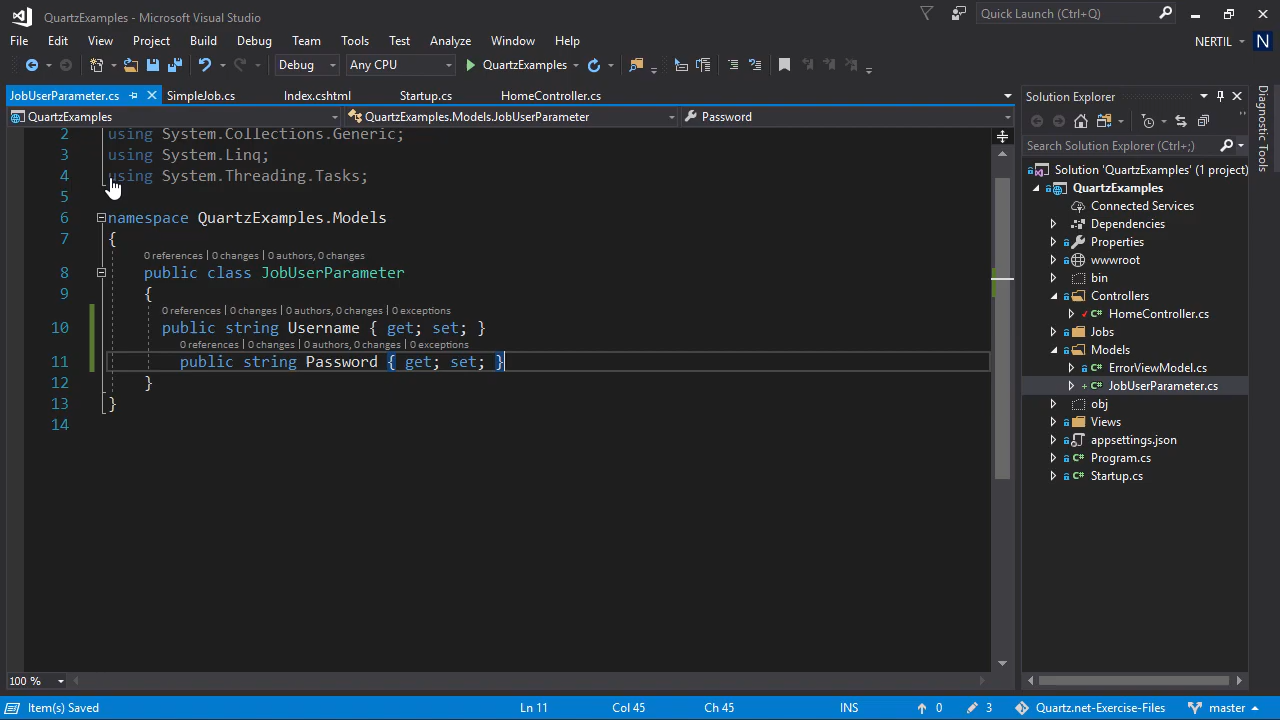 QuartzExamples - Microsoft Visual Studio
Quick Launch (Ctrl+Q)
File Edit View Project Build Debug Team Tools Test Analyze Window Help
NERTIL N
Debug Any CPU QuartzExamples
JobUserParameter.cs SimpleJob.cs Index.cshtml Startup.cs HomeController.cs
QuartzExamples QuartzExamples.Models.JobUserParameter Password
2 using System.Collections.Generic;
3 using System.Linq;
4 using System.Threading.Tasks;
5
6 namespace QuartzExamples.Models
7 {
0 references | 0 changes | 0 authors, 0 changes
8 public class JobUserParameter
9 {
0 references | 0 changes | 0 authors, 0 changes | 0 exceptions
10 public string Username { get; set; }
0 references | 0 changes | 0 authors, 0 changes | 0 exceptions
11 public string Password { get; set; }
12 }
13 }
14
100 %
Solution Explorer
Search Solution Explorer (Ctrl+;)
Solution 'QuartzExamples' (1 project)
QuartzExamples
Connected Services
Dependencies
Properties
wwwroot
bin
Controllers
C# HomeController.cs
Jobs
Models
C# ErrorViewModel.cs
C# JobUserParameter.cs
obj
Views
appsettings.json
C# Program.cs
C# Startup.cs
Diagnostic Tools
Item(s) Saved Ln 11 Col 45 Ch 45 INS 0 3 Quartz.net-Exercise-Files master